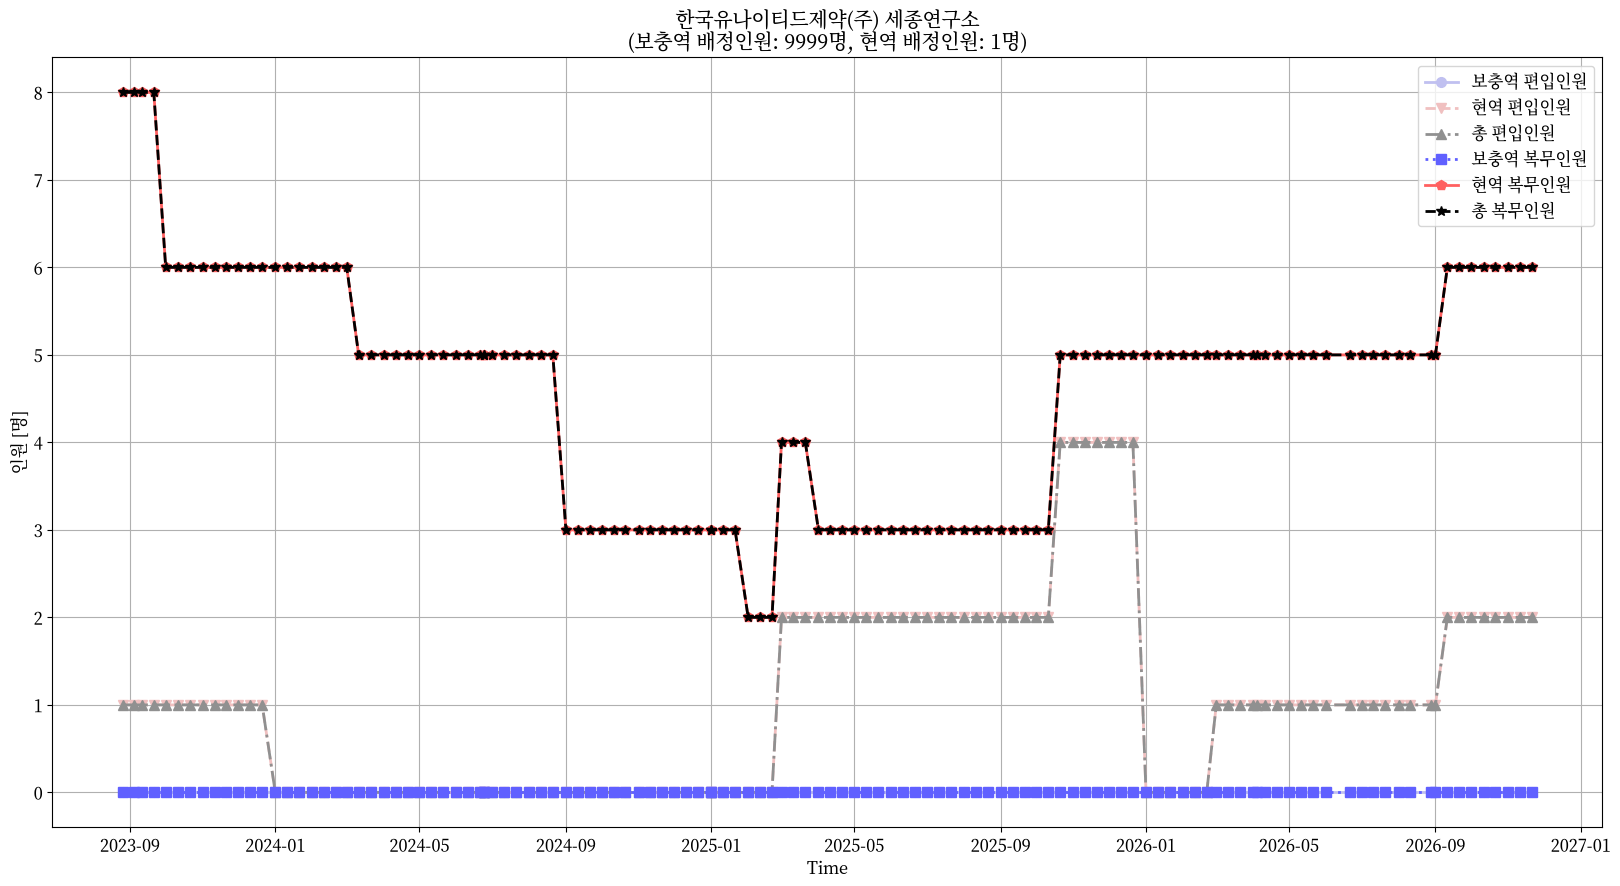 한국유나이티드제약(주) 세종연구소
(보충역 배정인원: 9999명, 현역 배정인원: 1명)
보충역 편입인원
현역 편입인원
총 편입인원
보충역 복무인원
현역 복무인원
총 복무인원
인원 [명]
8
7
6
5
4
3
2
1
0
2023-09
2024-01
2024-05
2024-09
2025-01
2025-05
2025-09
2026-01
2026-05
2026-09
2027-01
Time